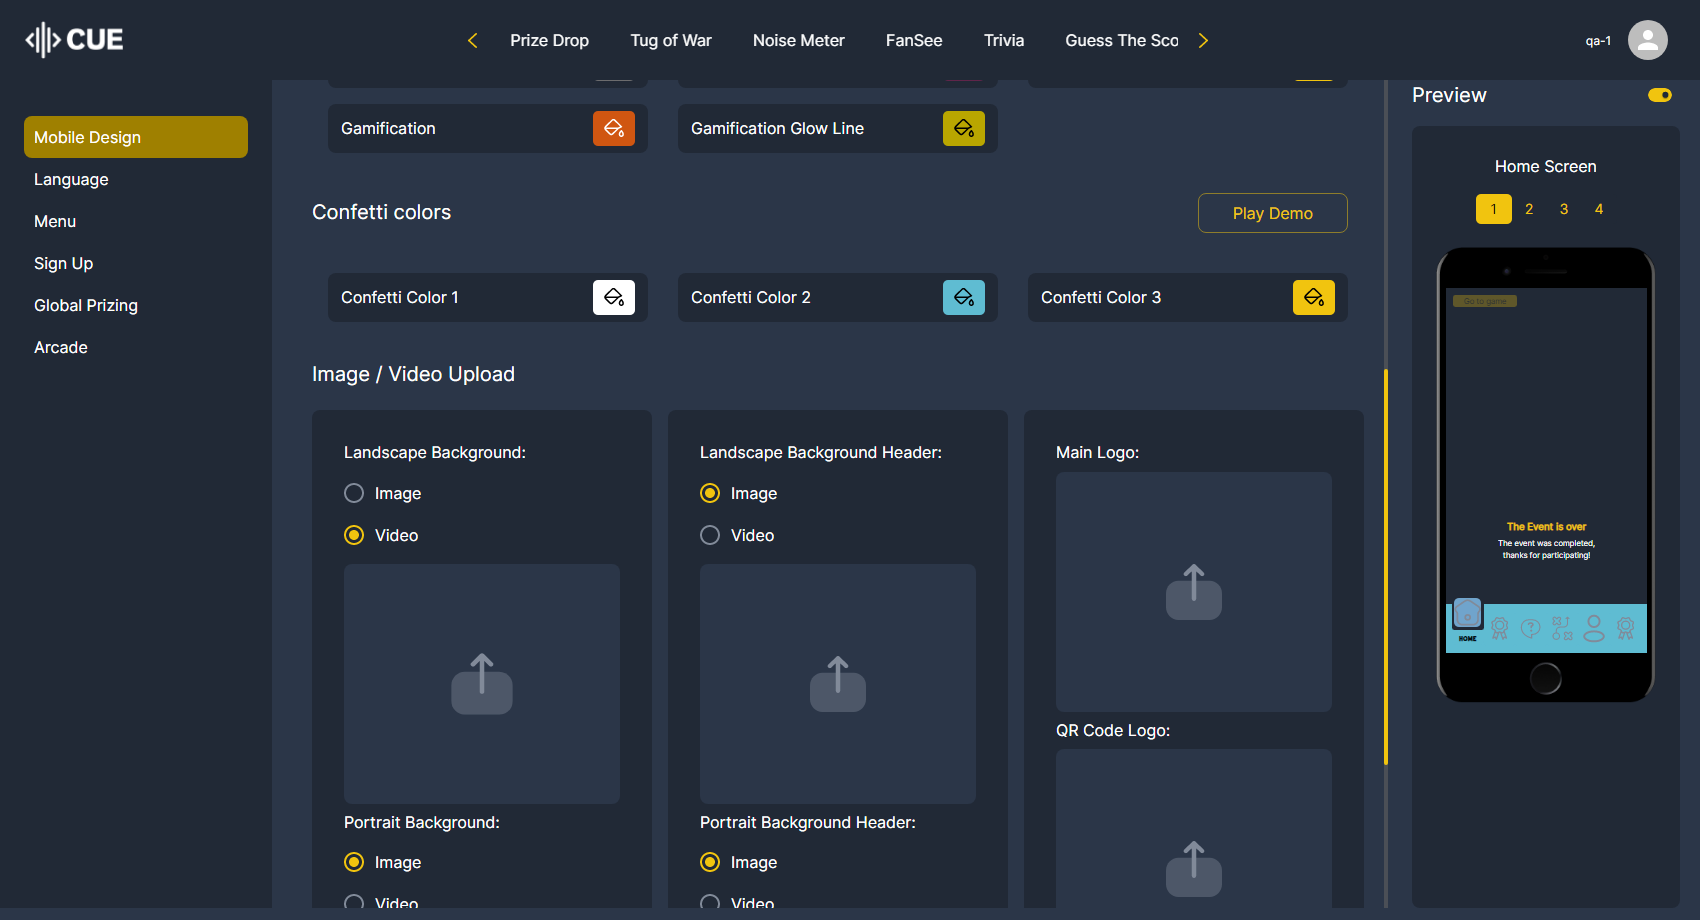 CUE
Prize Drop
Tug of War
Noise Meter
FanSee
Trivia
Guess The Sco
qa-1
Mobile Design
Language
Menu
Sign Up
Global Prizing
Arcade
Gamification
Gamification Glow Line
Confetti colors
Play Demo
Confetti Color 1
Confetti Color 2
Confetti Color 3
Image / Video Upload
Landscape Background:
Image
Video
Portrait Background:
Image
Video
Landscape Background Header:
Image
Video
Portrait Background Header:
Image
Video
Main Logo:
QR Code Logo:
Preview
Home Screen
1 2 3 4
Go to game
The Event is over
The event was completed,
thanks for participating!
HOME